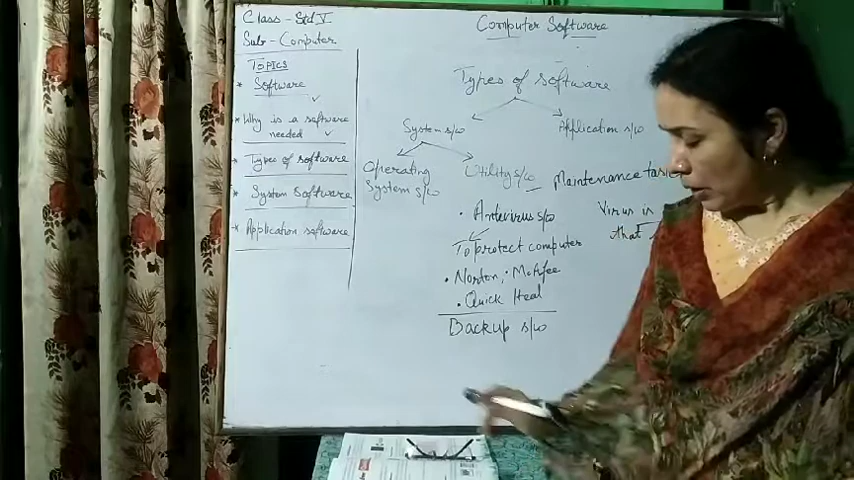 Class - Std V
Sub - Computer
TOPICS
* Software
* Why is a software
needed
* Types of software
* System Software
* Application software
Computer Software
Types of software
System s/w
Application s/w
Operating
System s/w
Utility s/w
Maintenance
• Antivirus s/w
Virus is
that
To protect computer
• Norton, • McAfee
• Quick Heal
Backup s/w